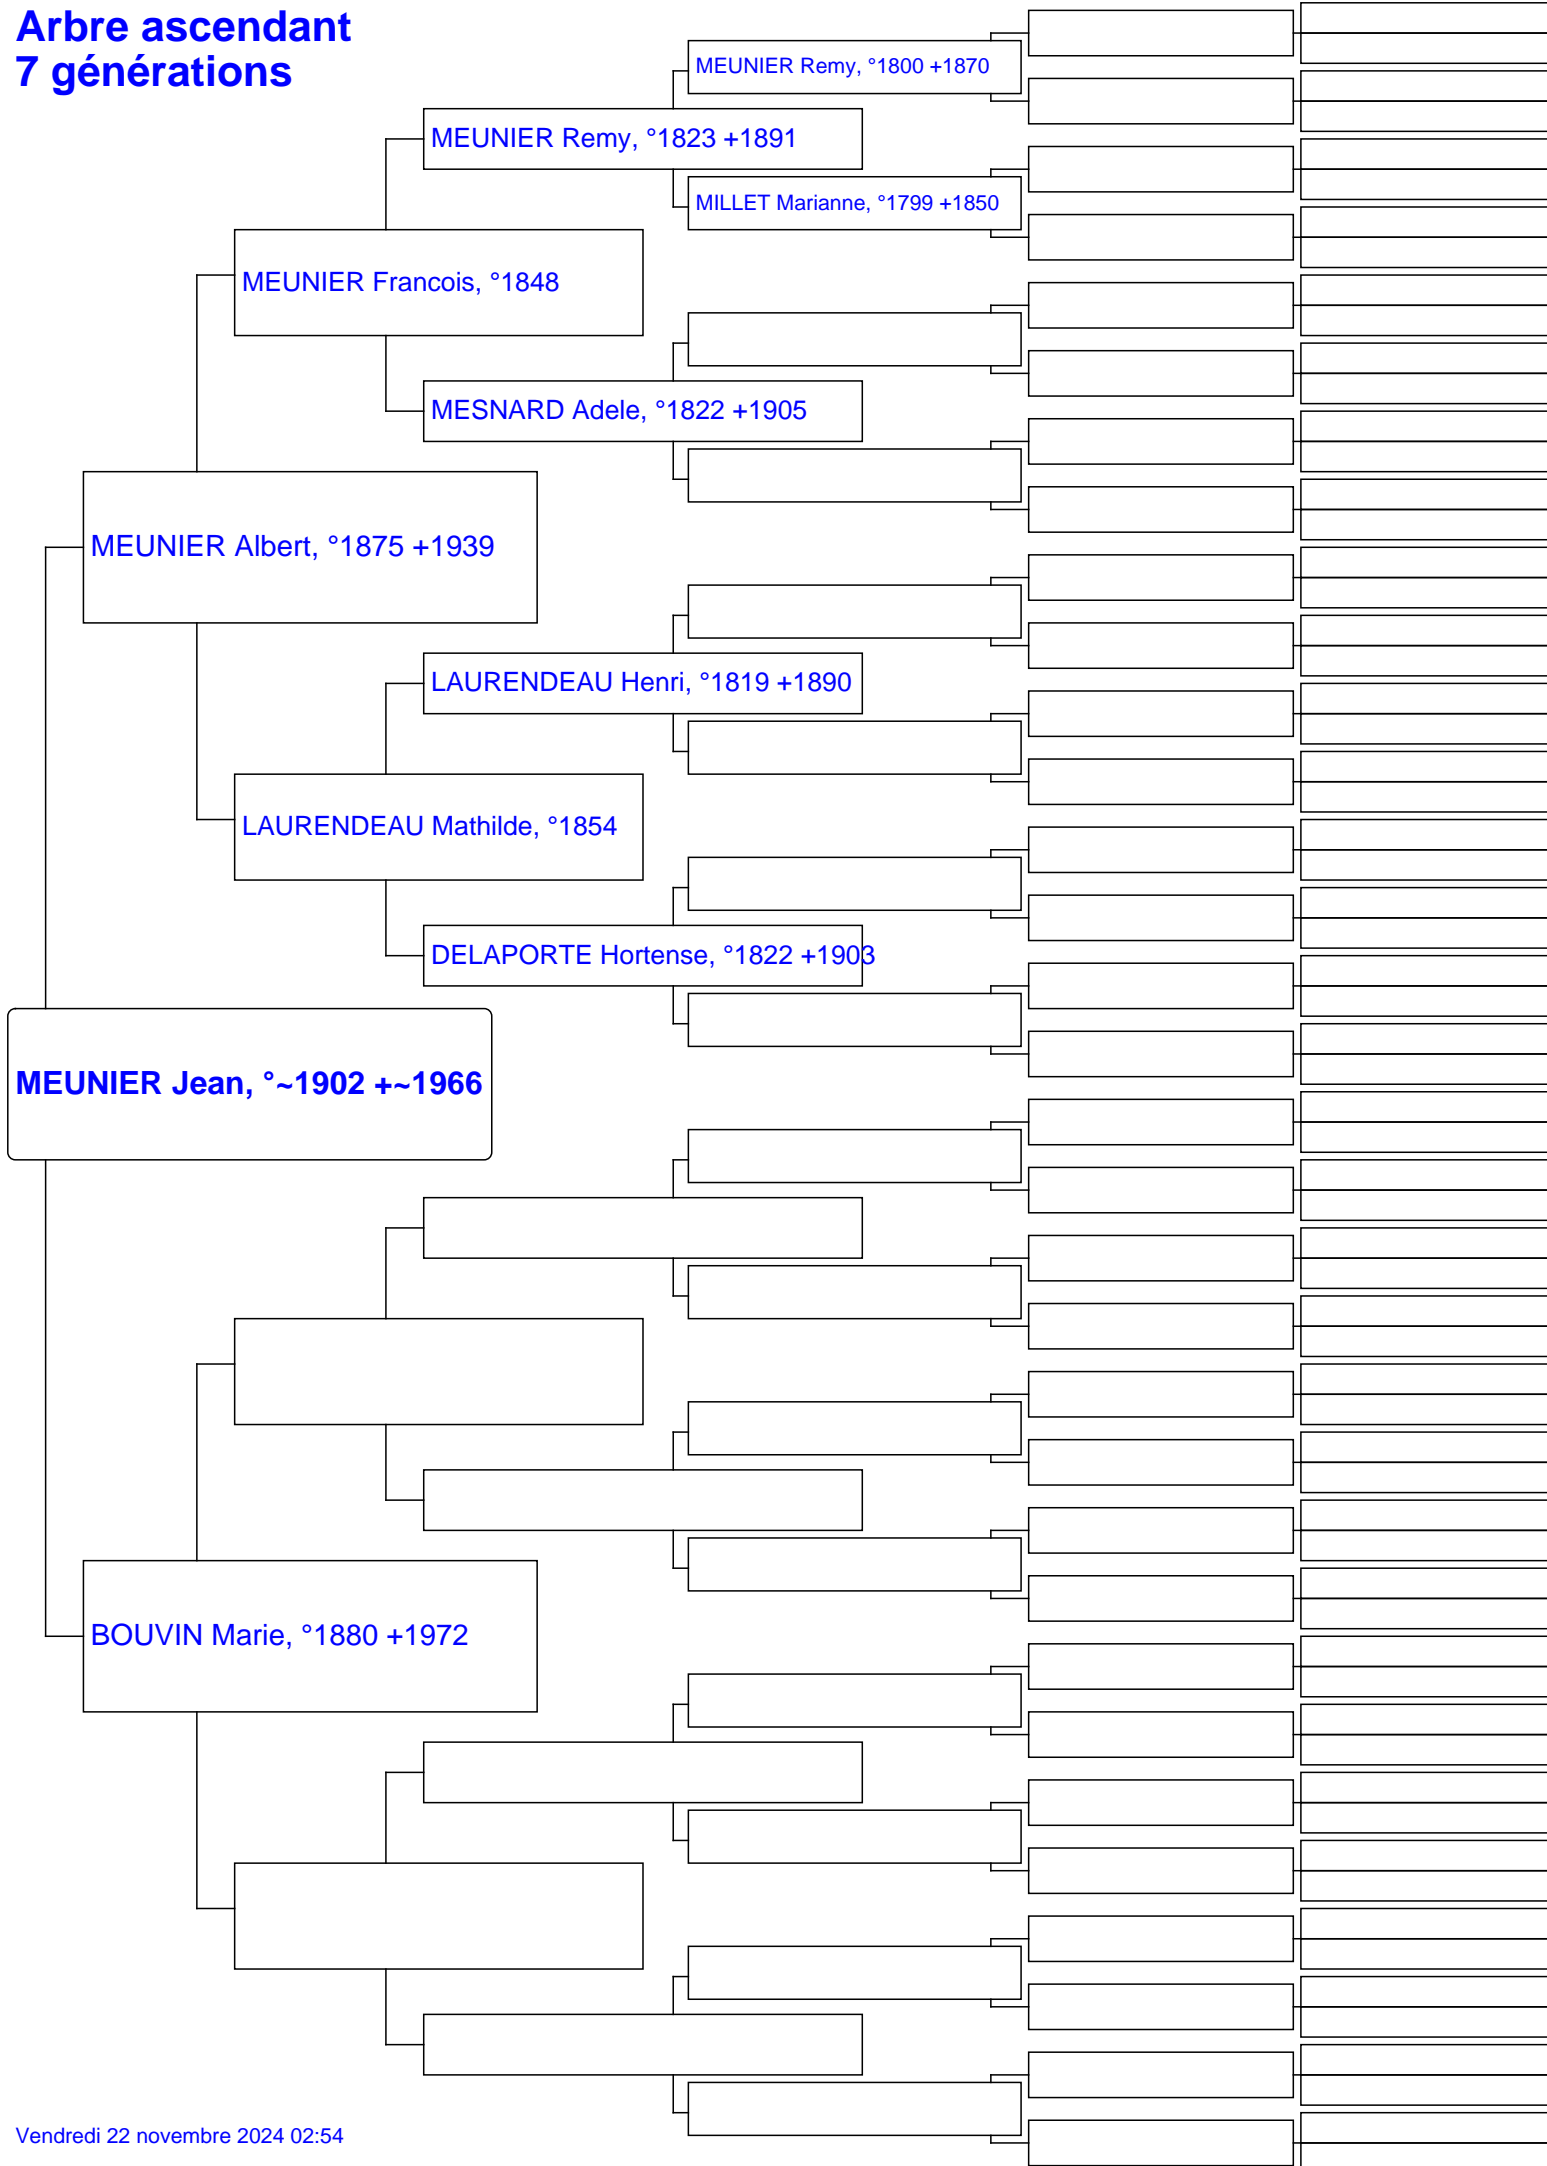 Arbre ascendant
7 générations
MEUNIER Remy, °1800 +1870
MEUNIER Remy, °1823 +1891
MILLET Marianne, °1799 +1850
MEUNIER Francois, °1848
MESNARD Adele, °1822 +1905
MEUNIER Albert, °1875 +1939
LAURENDEAU Henri, °1819 +1890
LAURENDEAU Mathilde, °1854
DELAPORTE Hortense, °1822 +1903
MEUNIER Jean, °~1902 +~1966
BOUVIN Marie, °1880 +1972
Vendredi 22 novembre 2024 02:54